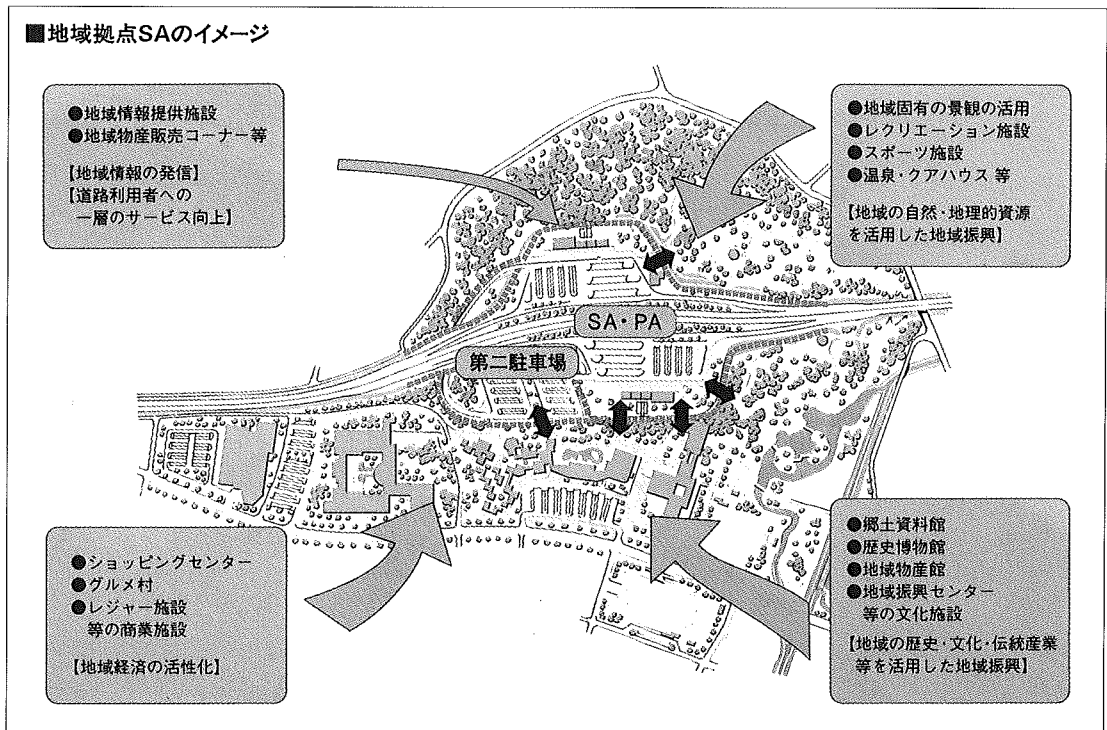 ■地域拠点SAのイメージ
●地域情報提供施設
●地域物産販売コーナー等
【地域情報の発信】
【道路利用者への
一層のサービス向上】
●地域固有の景観の活用
●レクリエーション施設
●スポーツ施設
●温泉・クアハウス 等
【地域の自然・地理的資源
を活用した地域振興】
SA・PA
第二駐車場
●ショッピングセンター
●グルメ村
●レジャー施設
等の商業施設
【地域経済の活性化】
●郷土資料館
●歴史博物館
●地域物産館
●地域振興センター
等の文化施設
【地域の歴史・文化・伝統産業
等を活用した地域振興】